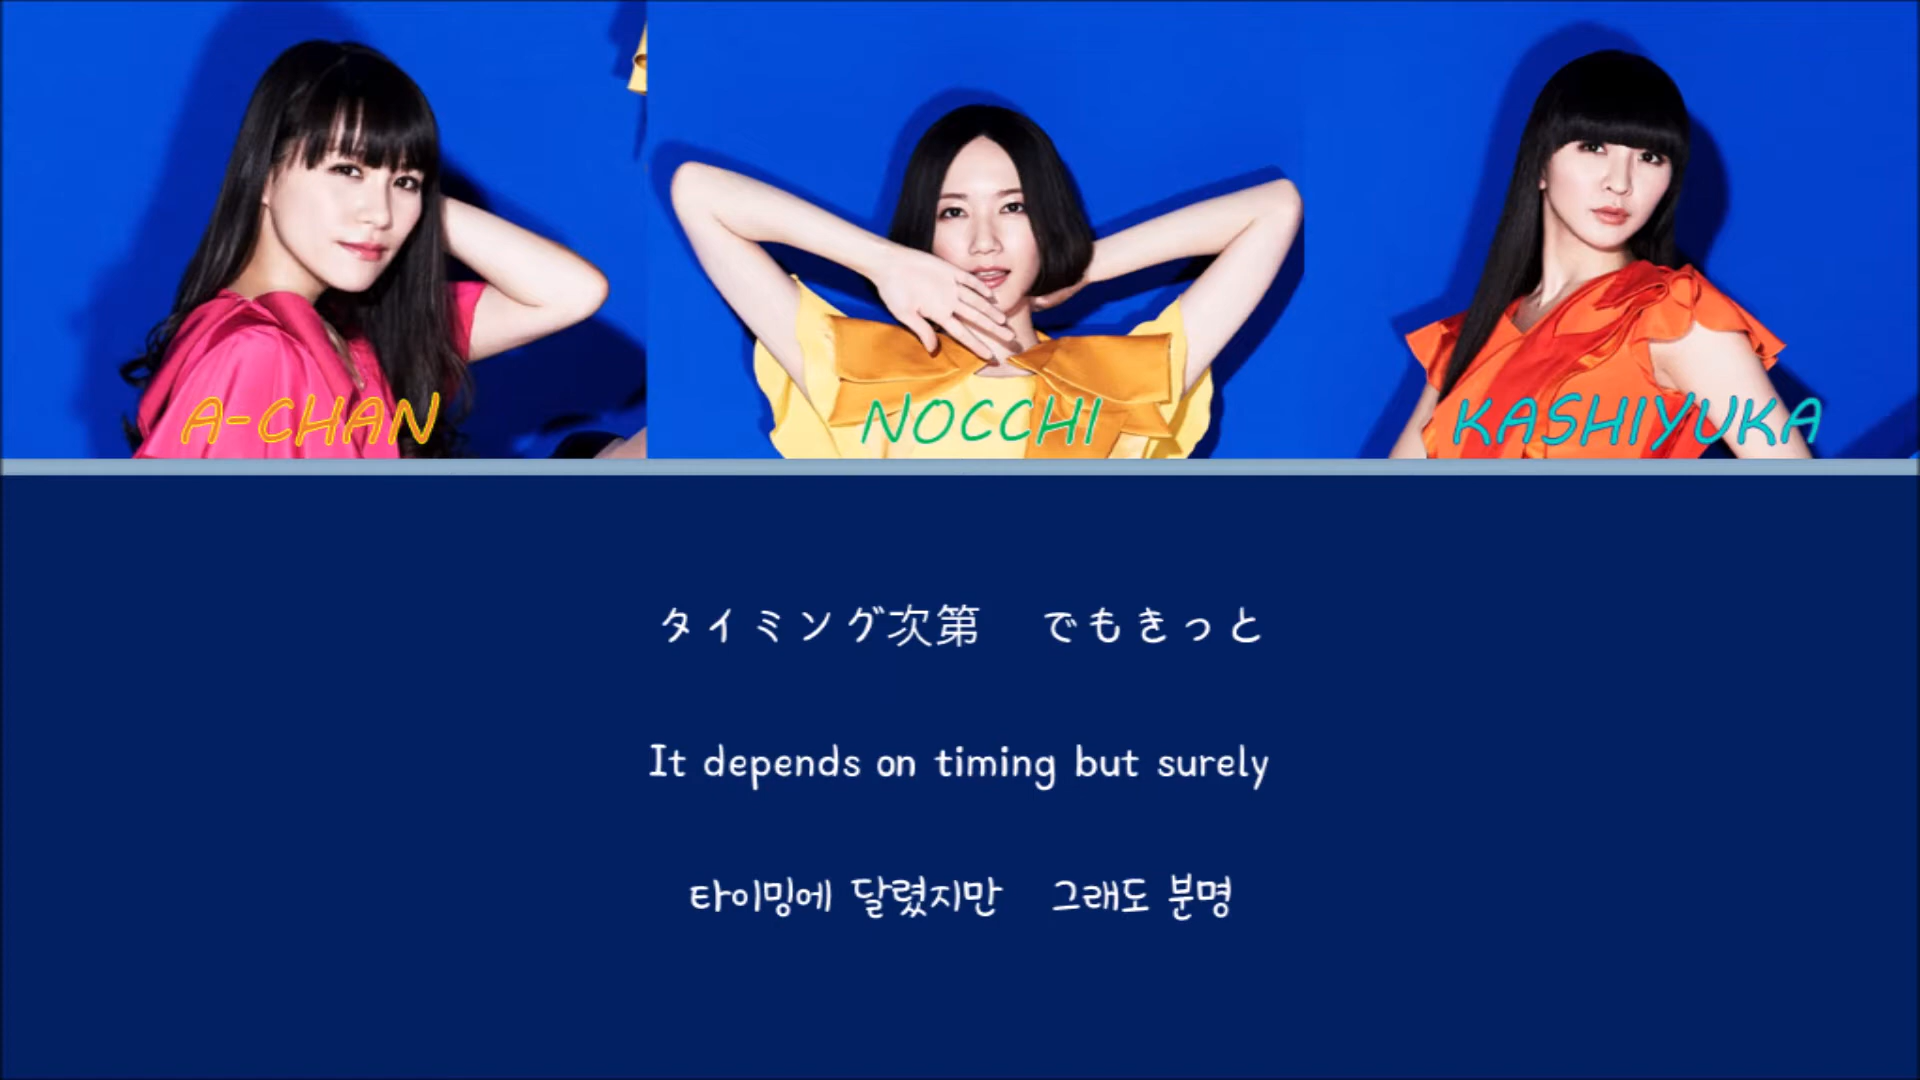 A-CHAN NOCCHI KASHIYUKA
タイミング次第 でもきっと
It depends on timing but surely
타이밍에 달렸지만 그래도 분명